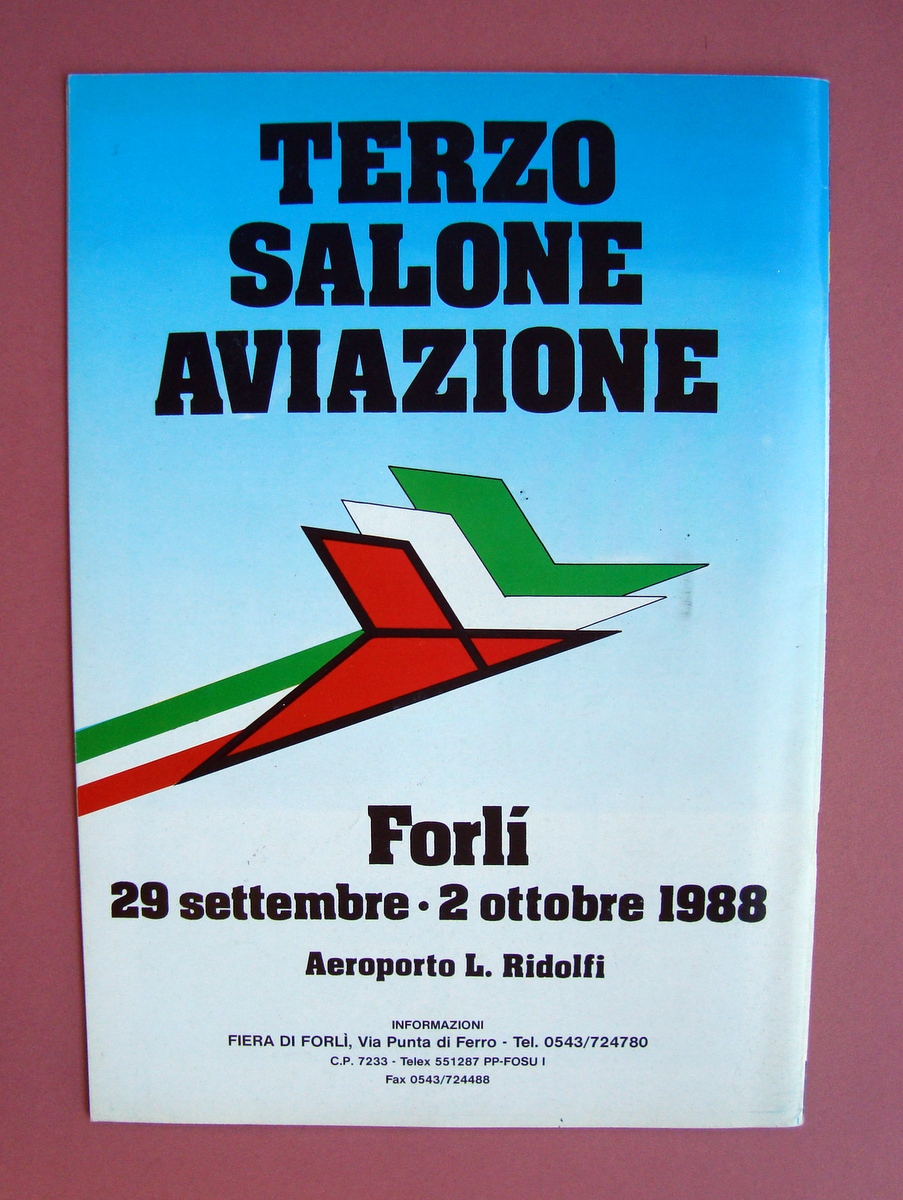 TERZO
SALONE
AVIAZIONE
Forlí
29 settembre · 2 ottobre 1988
Aeroporto L. Ridolfi
INFORMAZIONI
FIERA DI FORLÌ, Via Punta di Ferro - Tel. 0543/724780
C.P. 7233 - Telex 551287 PP-FOSU I
Fax 0543/724488